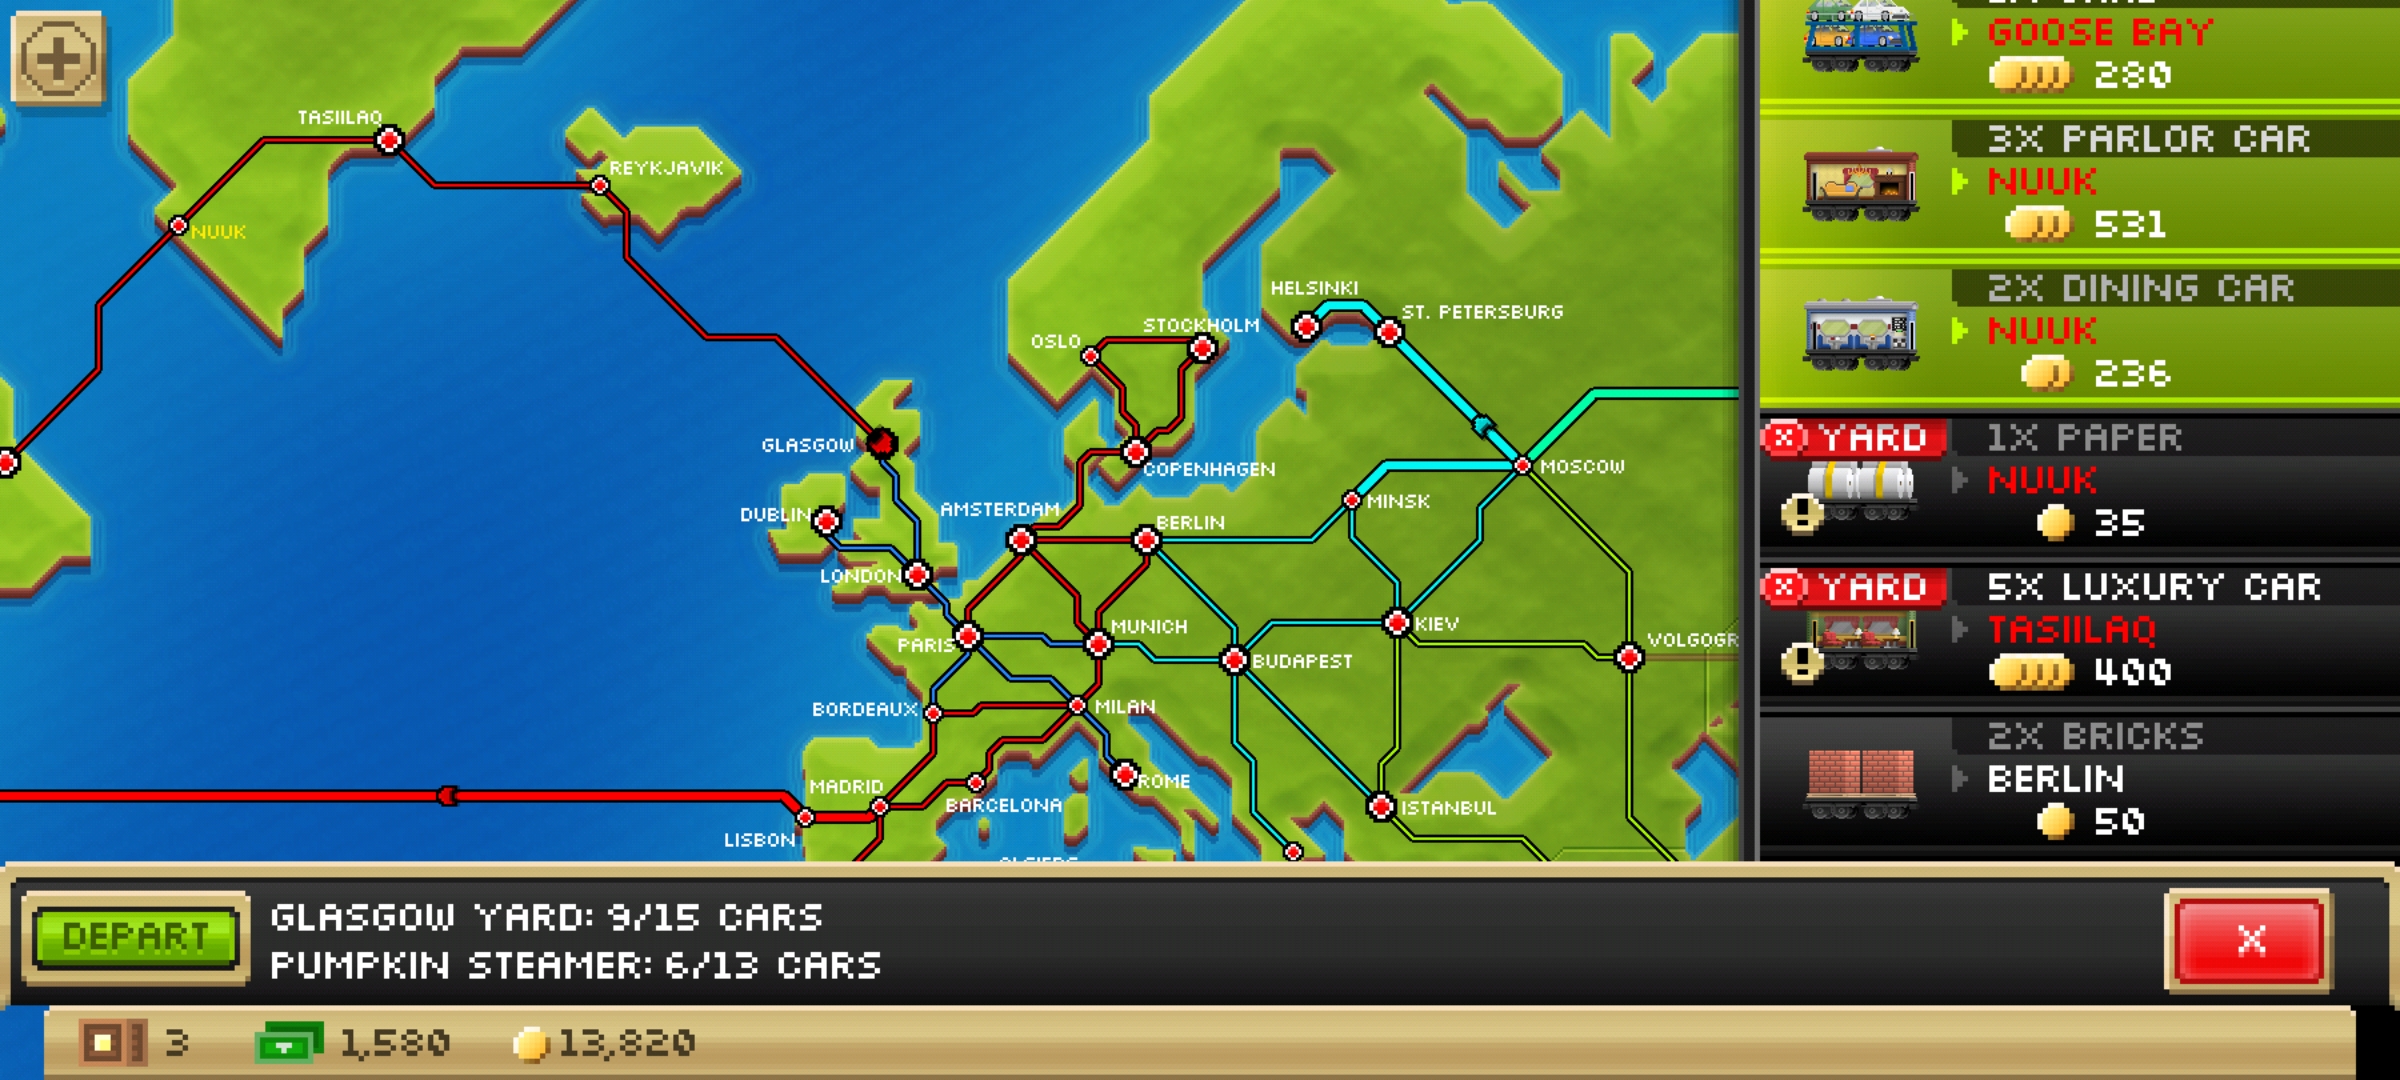 TASIILAQ
REYKJAVIK
NUUK
HELSINKI
ST. PETERSBURG
STOCKHOLM
OSLO
GLASGOW
COPENHAGEN
MOSCOW
MINSK
DUBLIN
AMSTERDAM
BERLIN
LONDON
PARIS
MUNICH
KIEV
VOLGOGR
BUDAPEST
BORDEAUX
MILAN
MADRID
ROME
BARCELONA
ISTANBUL
LISBON
GOOSE BAY
280
3X PARLOR CAR
NUUK
531
2X DINING CAR
NUUK
236
YARD 1X PAPER
NUUK
35
YARD 5X LUXURY CAR
TASIILAQ
400
2X BRICKS
BERLIN
50
DEPART
GLASGOW YARD: 9/15 CARS
PUMPKIN STEAMER: 6/13 CARS
X
3 1,580 13,820